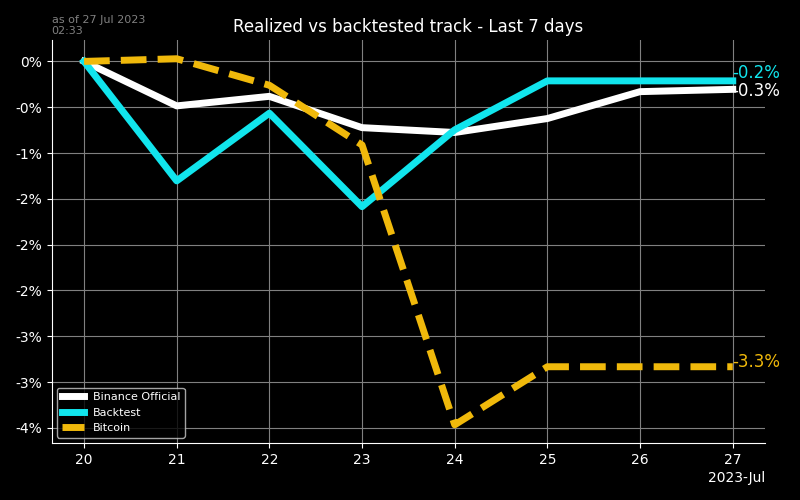 as of 27 Jul 2023
02:33
Realized vs backtested track - Last 7 days
0%
-0%
-1%
-2%
-2%
-2%
-3%
-3%
-4%
-0.2%
-0.3%
-3.3%
Binance Official
Backtest
Bitcoin
20 21 22 23 24 25 26 27
2023-Jul